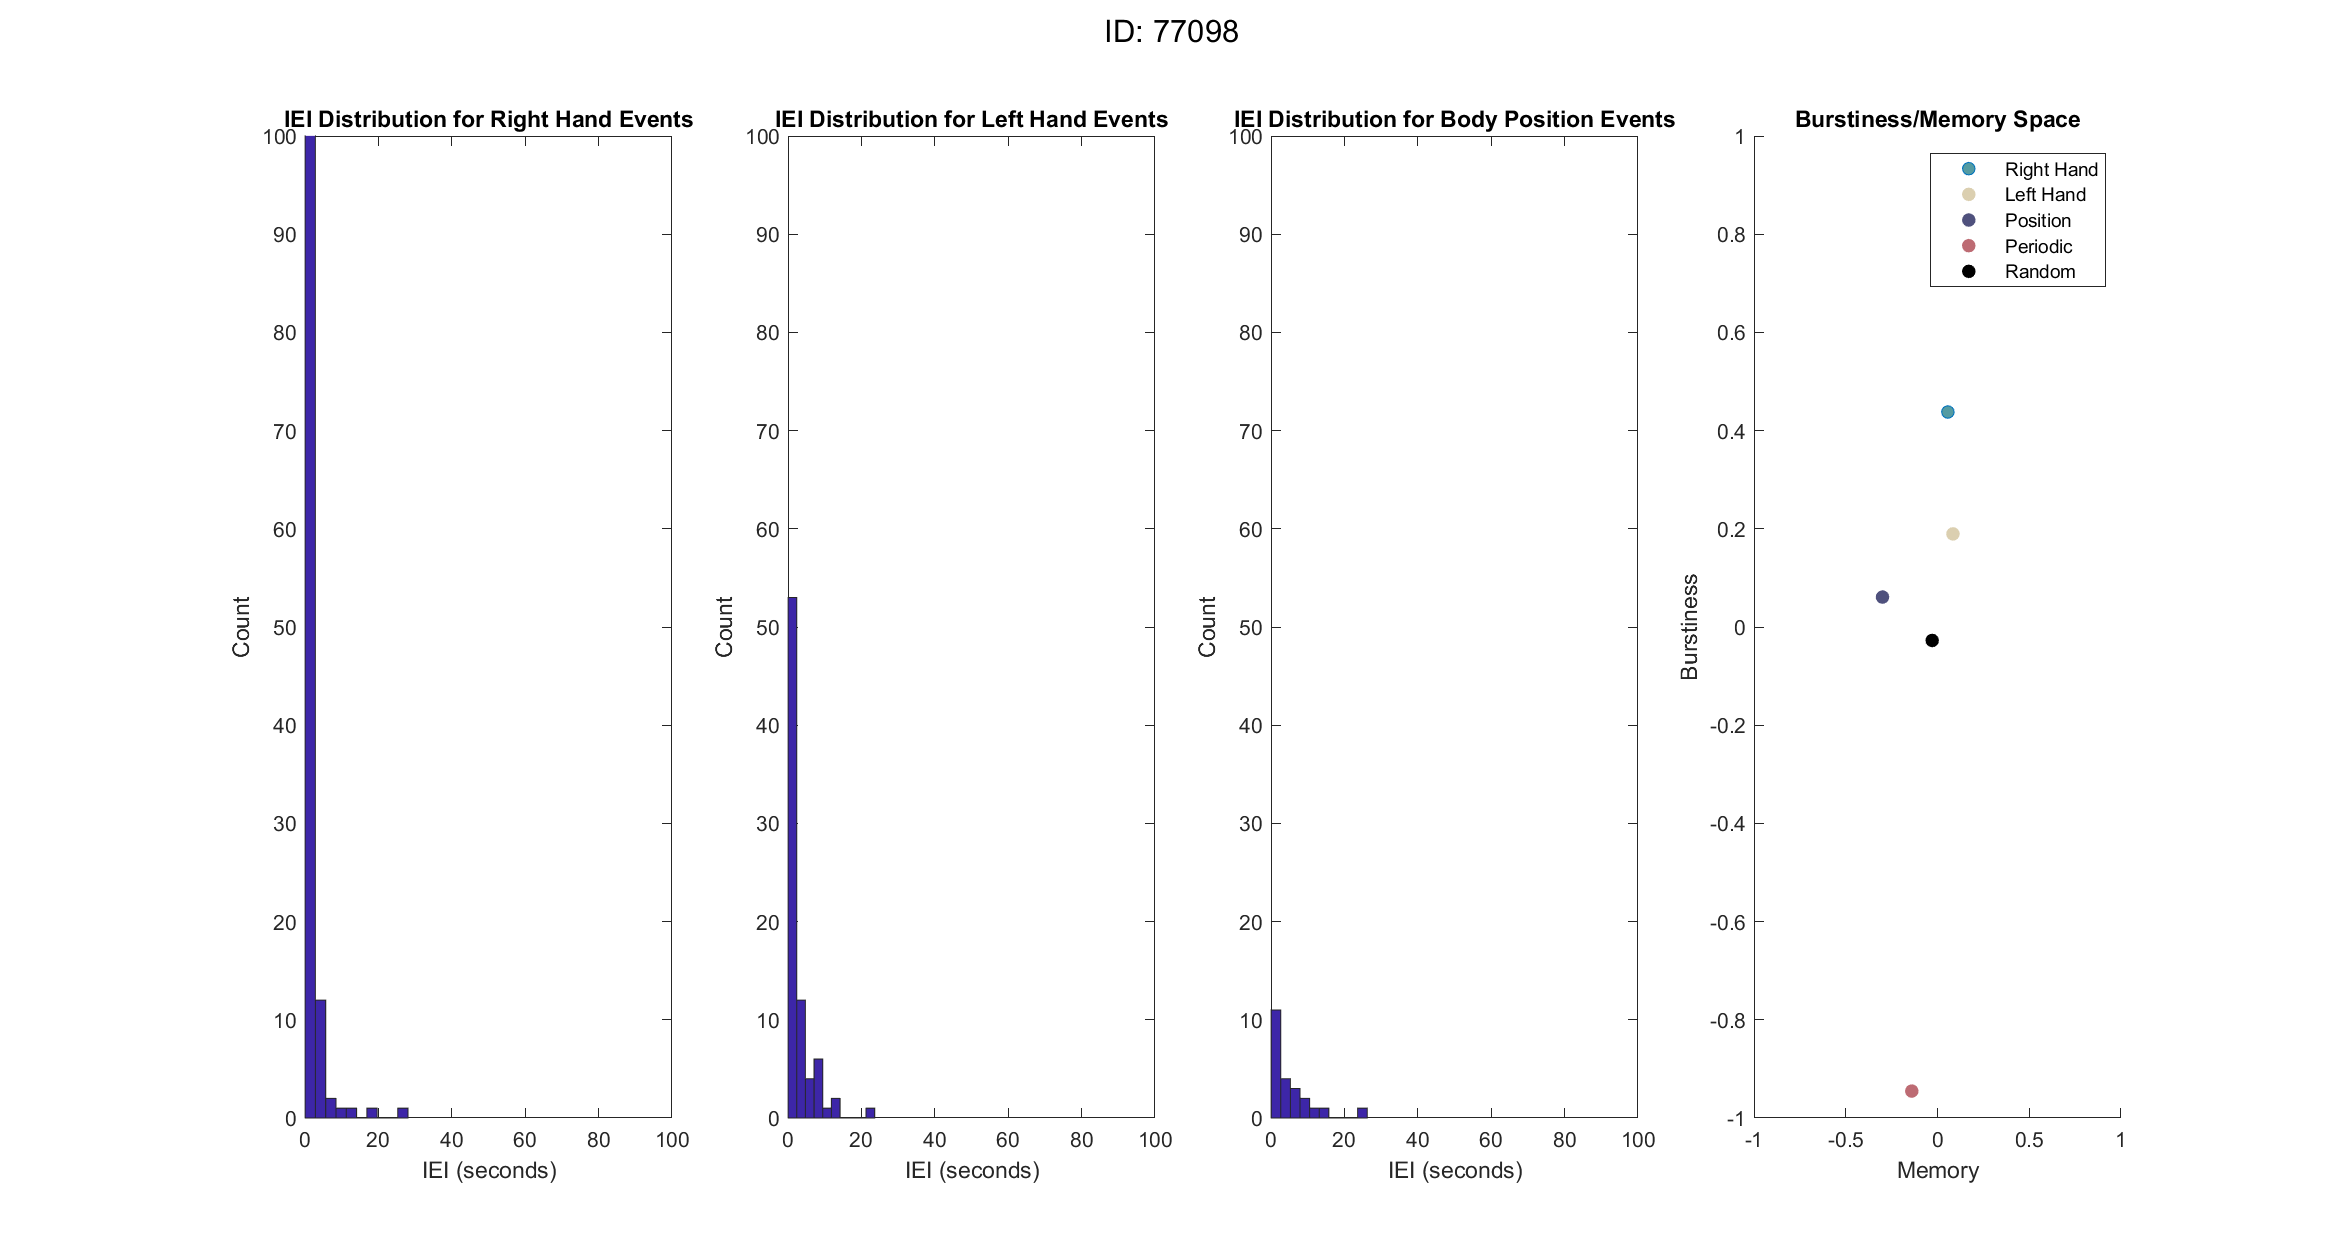 ID: 77098
IEI Distribution for Right Hand Events
100
90
80
70
60
50
40
30
20
10
0
Count
0 20 40 60 80 100
IEI (seconds)
IEI Distribution for Left Hand Events
100
90
80
70
60
50
40
30
20
10
0
Count
0 20 40 60 80 100
IEI (seconds)
IEI Distribution for Body Position Events
100
90
80
70
60
50
40
30
20
10
0
Count
0 20 40 60 80 100
IEI (seconds)
Burstiness/Memory Space
1
0.8
0.6
0.4
0.2
0
-0.2
-0.4
-0.6
-0.8
-1
Burstiness
Right Hand
Left Hand
Position
Periodic
Random
-1 -0.5 0 0.5 1
Memory